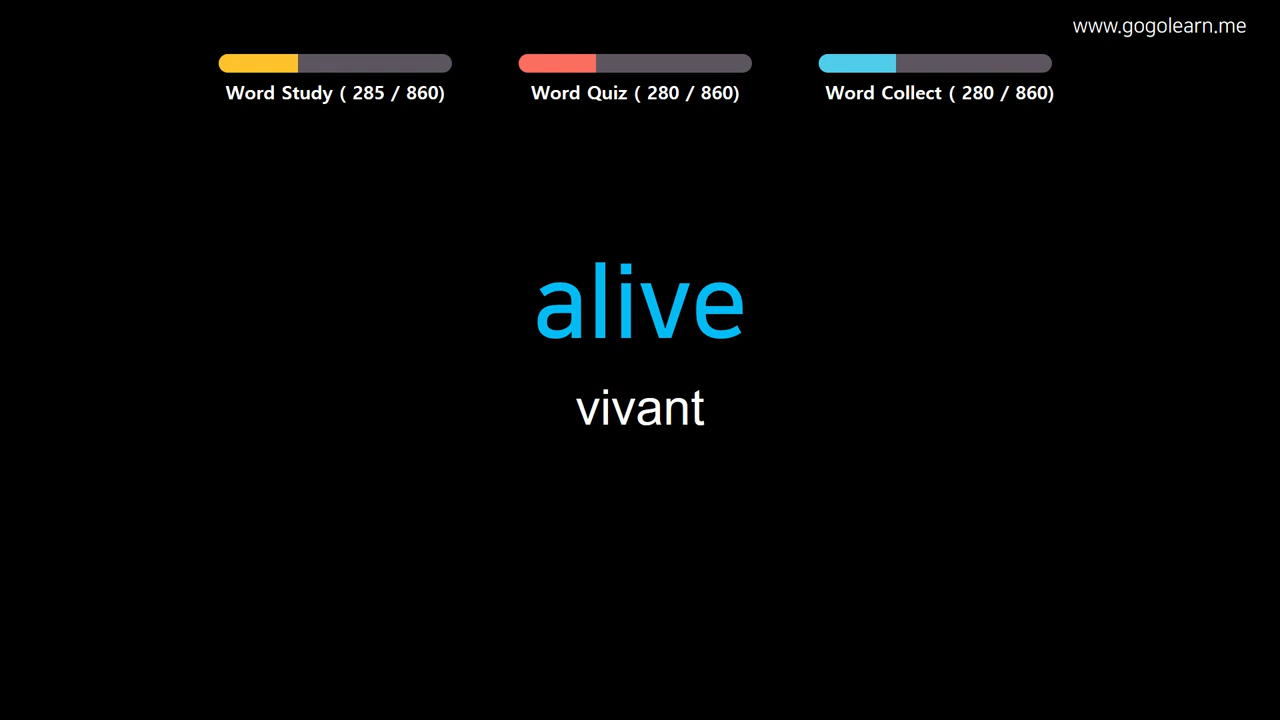 www.gogolearn.me
Word Study ( 285 / 860)
Word Quiz ( 280 / 860)
Word Collect ( 280 / 860)
alive
vivant